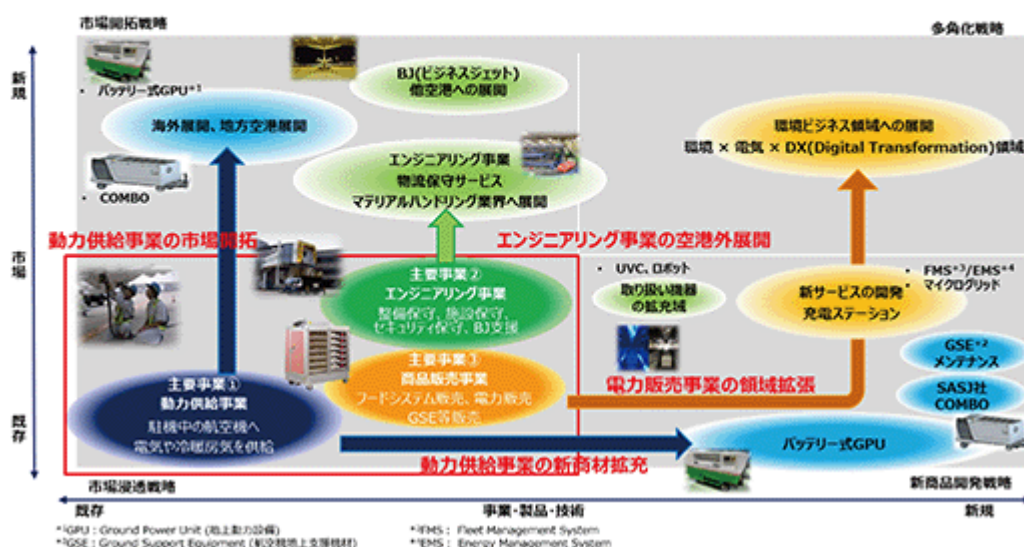 市場開拓戦略
多角化戦略
新規
・ バッテリー式GPU*1
海外展開、地方空港展開
・ COMBO
BJ(ビジネスジェット)
他空港への展開
エンジニアリング事業
物流保守サービス
マテリアルハンドリング業界へ展開
環境ビジネス領域への展開
環境 × 電気 × DX(Digital Transformation)領域
動力供給事業の市場開拓
エンジニアリング事業の空港外展開
市場
主要事業②
エンジニアリング事業
整備保守、施設保守、
セキュリティ保守、BJ支援
・ UVC、ロボット
取り扱い機器
の拡充域
新サービスの開発
充電ステーション
・ FMS*3/EMS*4
マイクログリッド
GSE*2
メンテナンス
SASJ社
COMBO
主要事業①
動力供給事業
駐機中の航空機へ
電気や冷暖房気を供給
主要事業③
商品販売事業
フードシステム販売、電力販売
GSE等販売
電力販売事業の領域拡張
既存
動力供給事業の新商材拡充
バッテリー式GPU
市場浸透戦略
新商品開発戦略
既存
事業・製品・技術
新規
*1GPU : Ground Power Unit (地上動力設備)
*3FMS : Fleet Management System
*2GSE : Ground Support Equipment (航空機地上支援機材)
*4EMS : Energy Management System